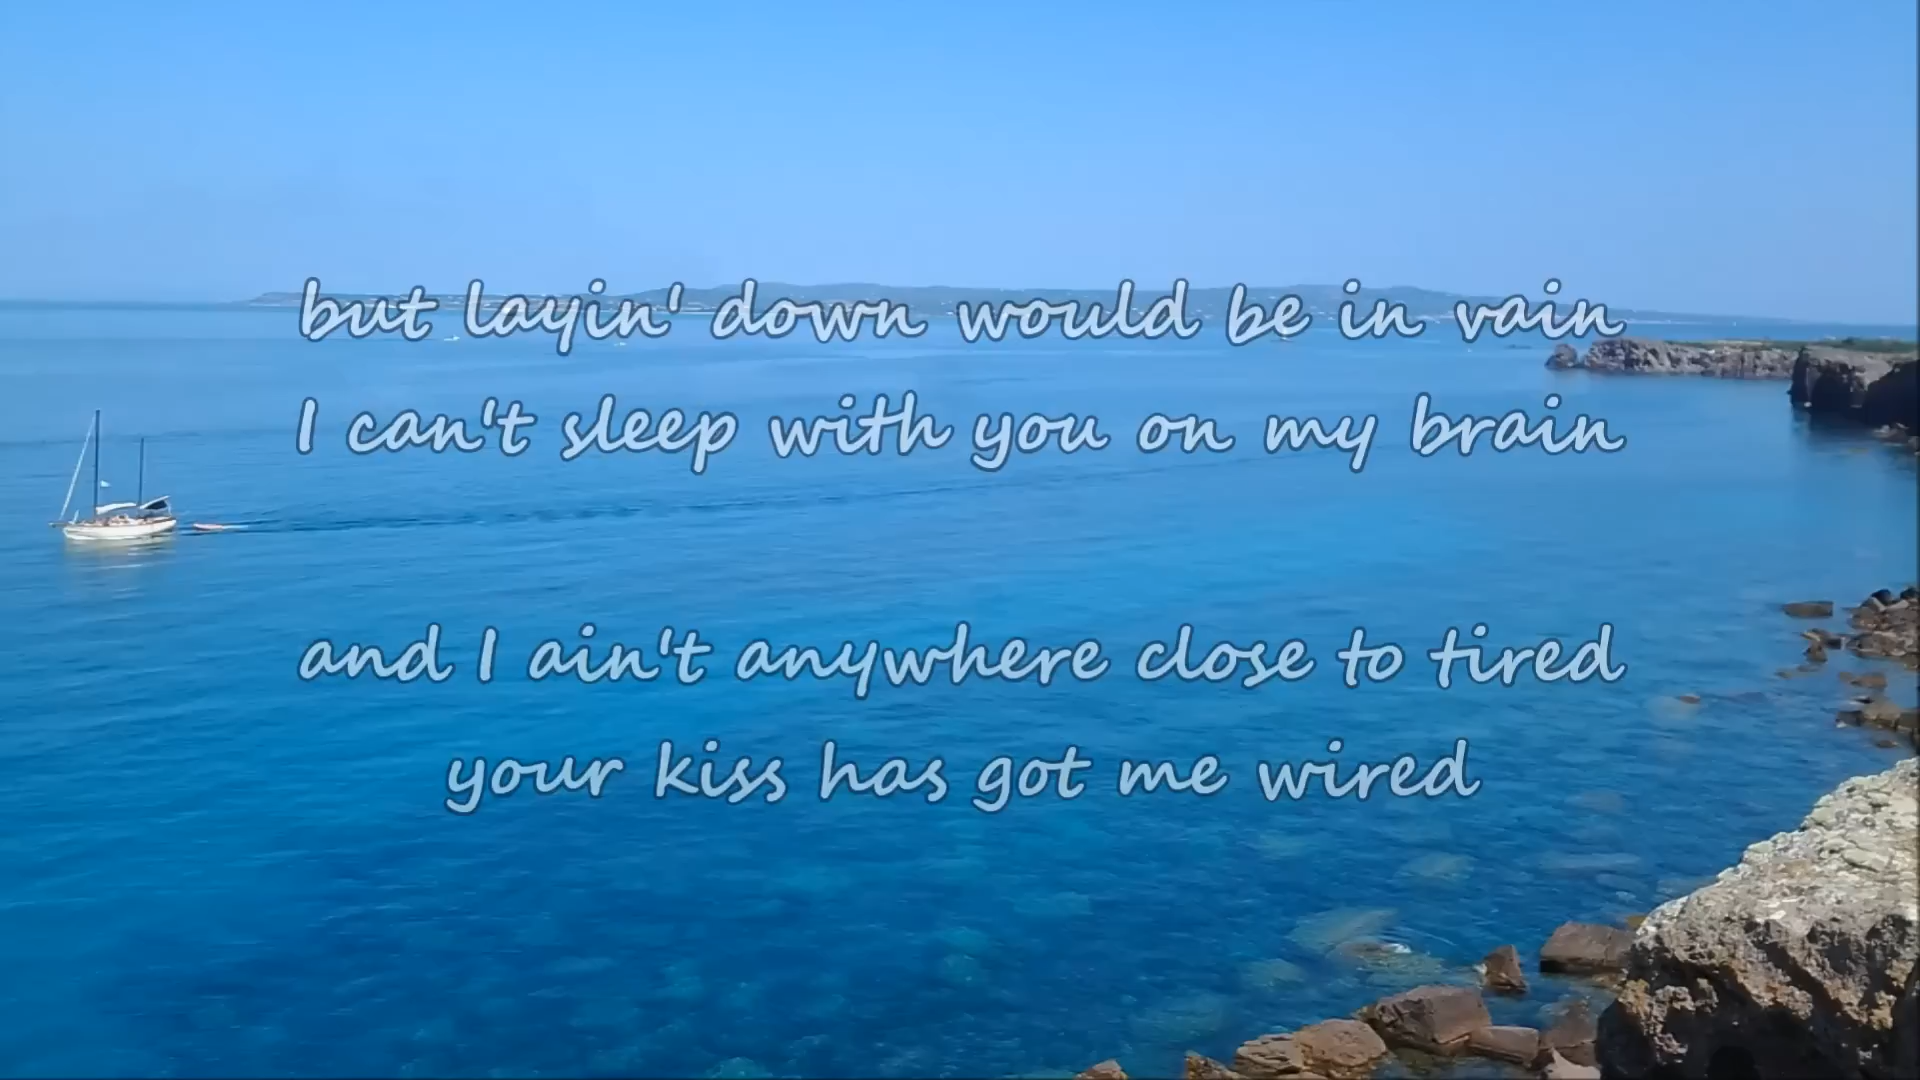 but layin' down would be in vain
I can't sleep with you on my brain
and I ain't anywhere close to tired
your kiss has got me wired